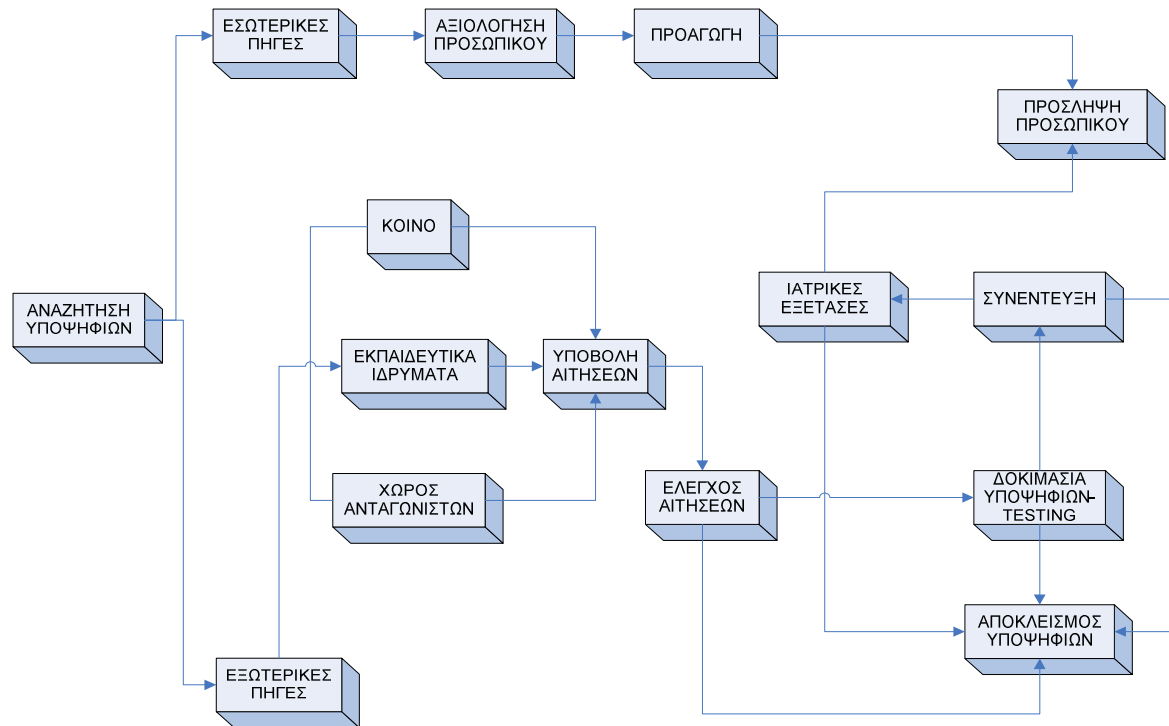 ΕΣΩΤΕΡΙΚΕΣ
ΠΗΓΕΣ
ΑΞΙΟΛΟΓΗΣΗ
ΠΡΟΣΩΠΙΚΟΥ
ΠΡΟΑΓΩΓΗ
ΠΡΟΣΛΗΨΗ
ΠΡΟΣΩΠΙΚΟΥ
ΚΟΙΝΟ
ΑΝΑΖΗΤΗΣΗ
ΥΠΟΨΗΦΙΩΝ
ΙΑΤΡΙΚΕΣ
ΕΞΕΤΑΣΕΣ
ΣΥΝΕΝΤΕΥΞΗ
ΕΚΠΑΙΔΕΥΤΙΚΑ
ΙΔΡΥΜΑΤΑ
ΥΠΟΒΟΛΗ
ΑΙΤΗΣΕΩΝ
ΧΩΡΟΣ
ΑΝΤΑΓΩΝΙΣΤΩΝ
ΕΛΕΓΧΟΣ
ΑΙΤΗΣΕΩΝ
ΔΟΚΙΜΑΣΙΑ
ΥΠΟΨΗΦΙΩΝ-
TESTING
ΑΠΟΚΛΕΙΣΜΟΣ
ΥΠΟΨΗΦΙΩΝ
ΕΞΩΤΕΡΙΚΕΣ
ΠΗΓΕΣ